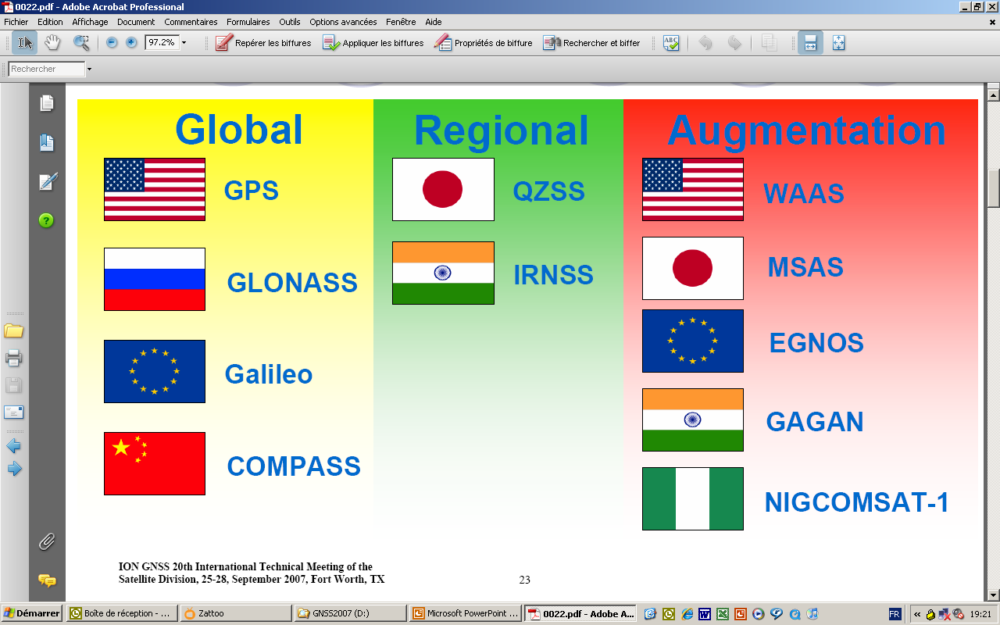 0022.pdf - Adobe Acrobat Professional
Fichier Edition Affichage Document Commentaires Formulaires Outils Options avancées Fenêtre Aide
97.2% Repérer les biffures Appliquer les biffures Propriétés de biffure Rechercher et biffer ABC
Rechercher
Global Regional Augmentation
GPS QZSS WAAS
GLONASS IRNSS MSAS
Galileo EGNOS
GAGAN
COMPASS NIGCOMSAT-1
ION GNSS 20th International Technical Meeting of the
Satellite Division, 25-28, September 2007, Fort Worth, TX 23
Démarrer Boîte de réception - ... Zattoo GNSS2007 (D:) Microsoft PowerPoint ... 0022.pdf - Adobe A... FR « 19:21